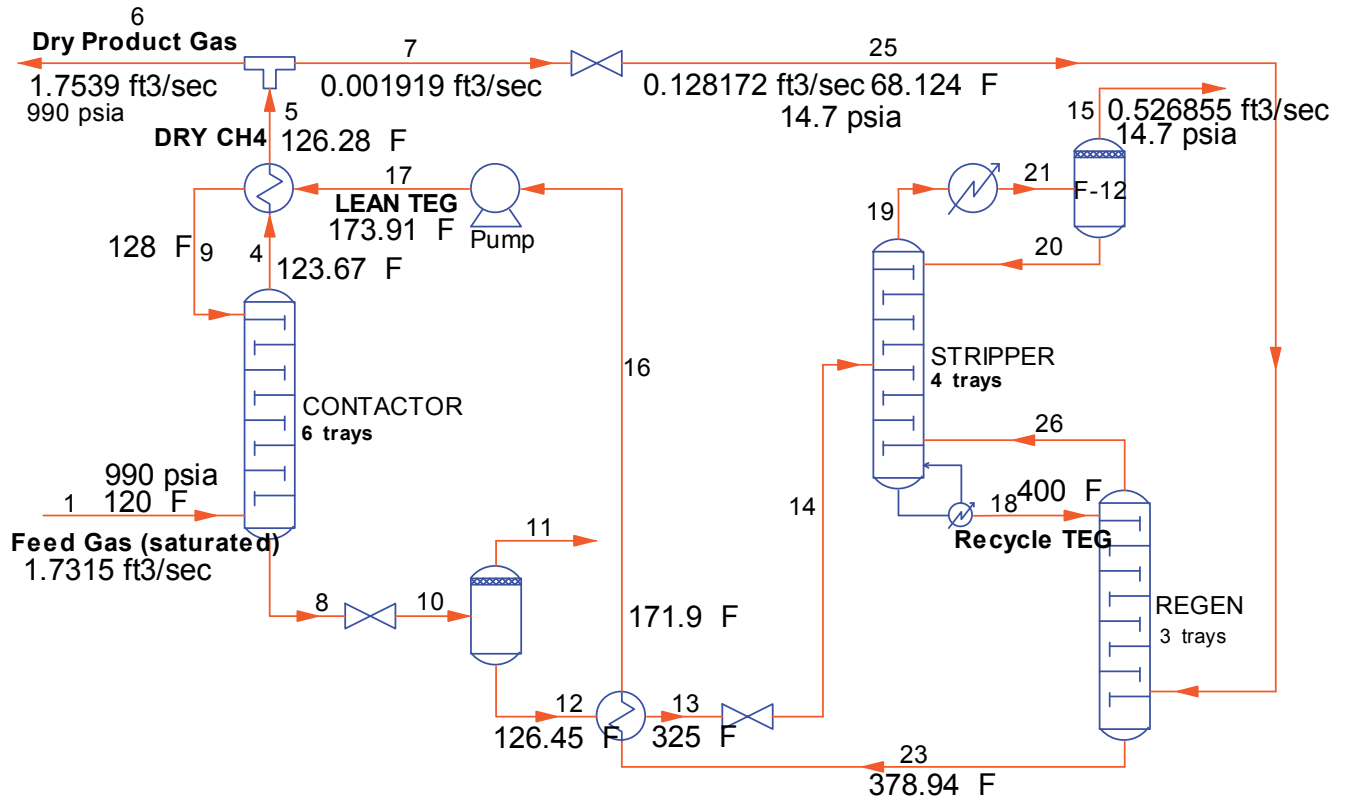 6
Dry Product Gas
1.7539 ft3/sec
990 psia
7
0.001919 ft3/sec
25
0.128172 ft3/sec 68.124 F
14.7 psia
15
0.526855 ft3/sec
14.7 psia
5
DRY CH4
126.28 F
17
LEAN TEG
173.91 F
Pump
21
F-12
19
20
128 F
9
4
123.67 F
16
STRIPPER
4 trays
CONTACTOR
6 trays
26
990 psia
1
120 F
Feed Gas (saturated)
1.7315 ft3/sec
14
18
400 F
Recycle TEG
11
8
10
171.9 F
REGEN
3 trays
12
126.45 F
13
325 F
23
378.94 F